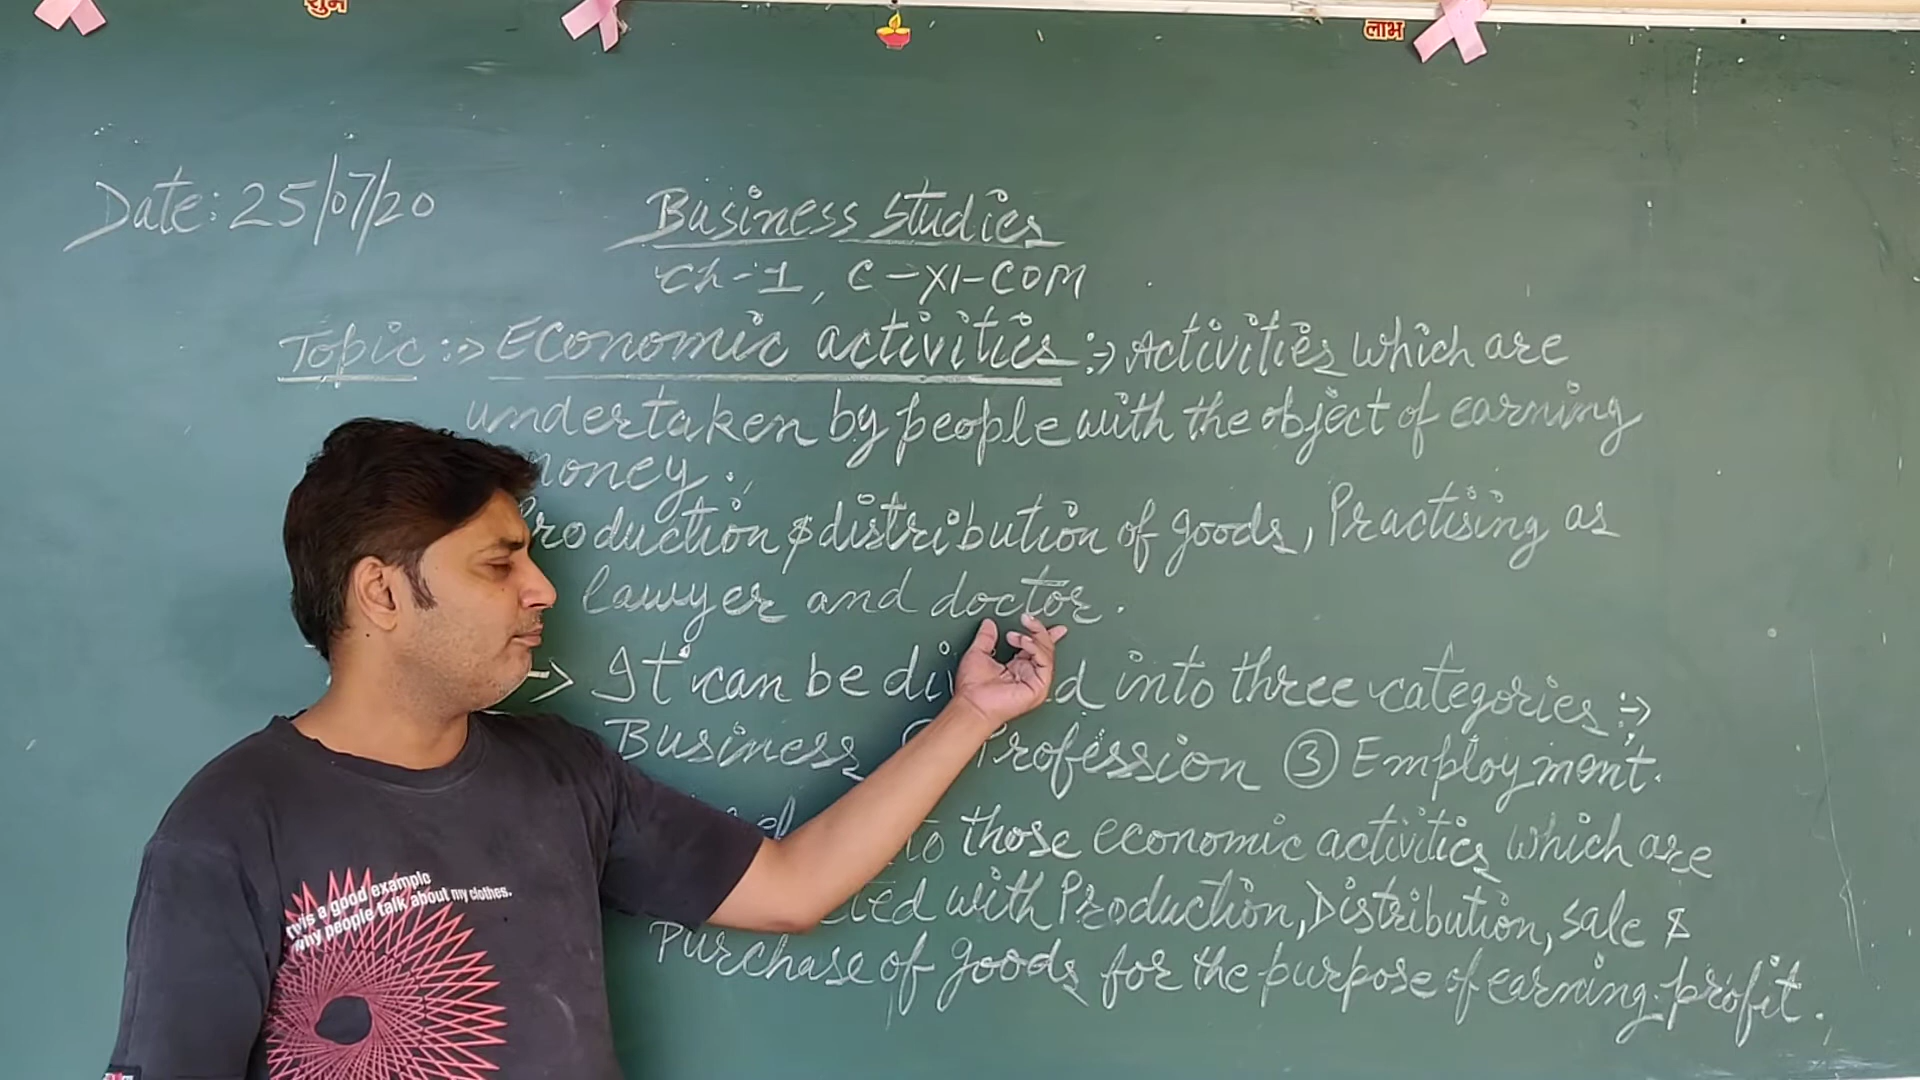 शुभ
लाभ
Date: 25/07/20
Business Studies
Ch-1, C-XI-COM
Topic :-> Economic activities :-> Activities which are
undertaken by people with the object of earning
money.
Production & distribution of goods, Practising as
lawyer and doctor.
-> It can be into three categories :->
Business Profession ③ Employment.
to those economic activities which are
with Production, Distribution, sale &
Purchase of goods for the purpose of earning profit.
is a good example
why people talk about my clothes.